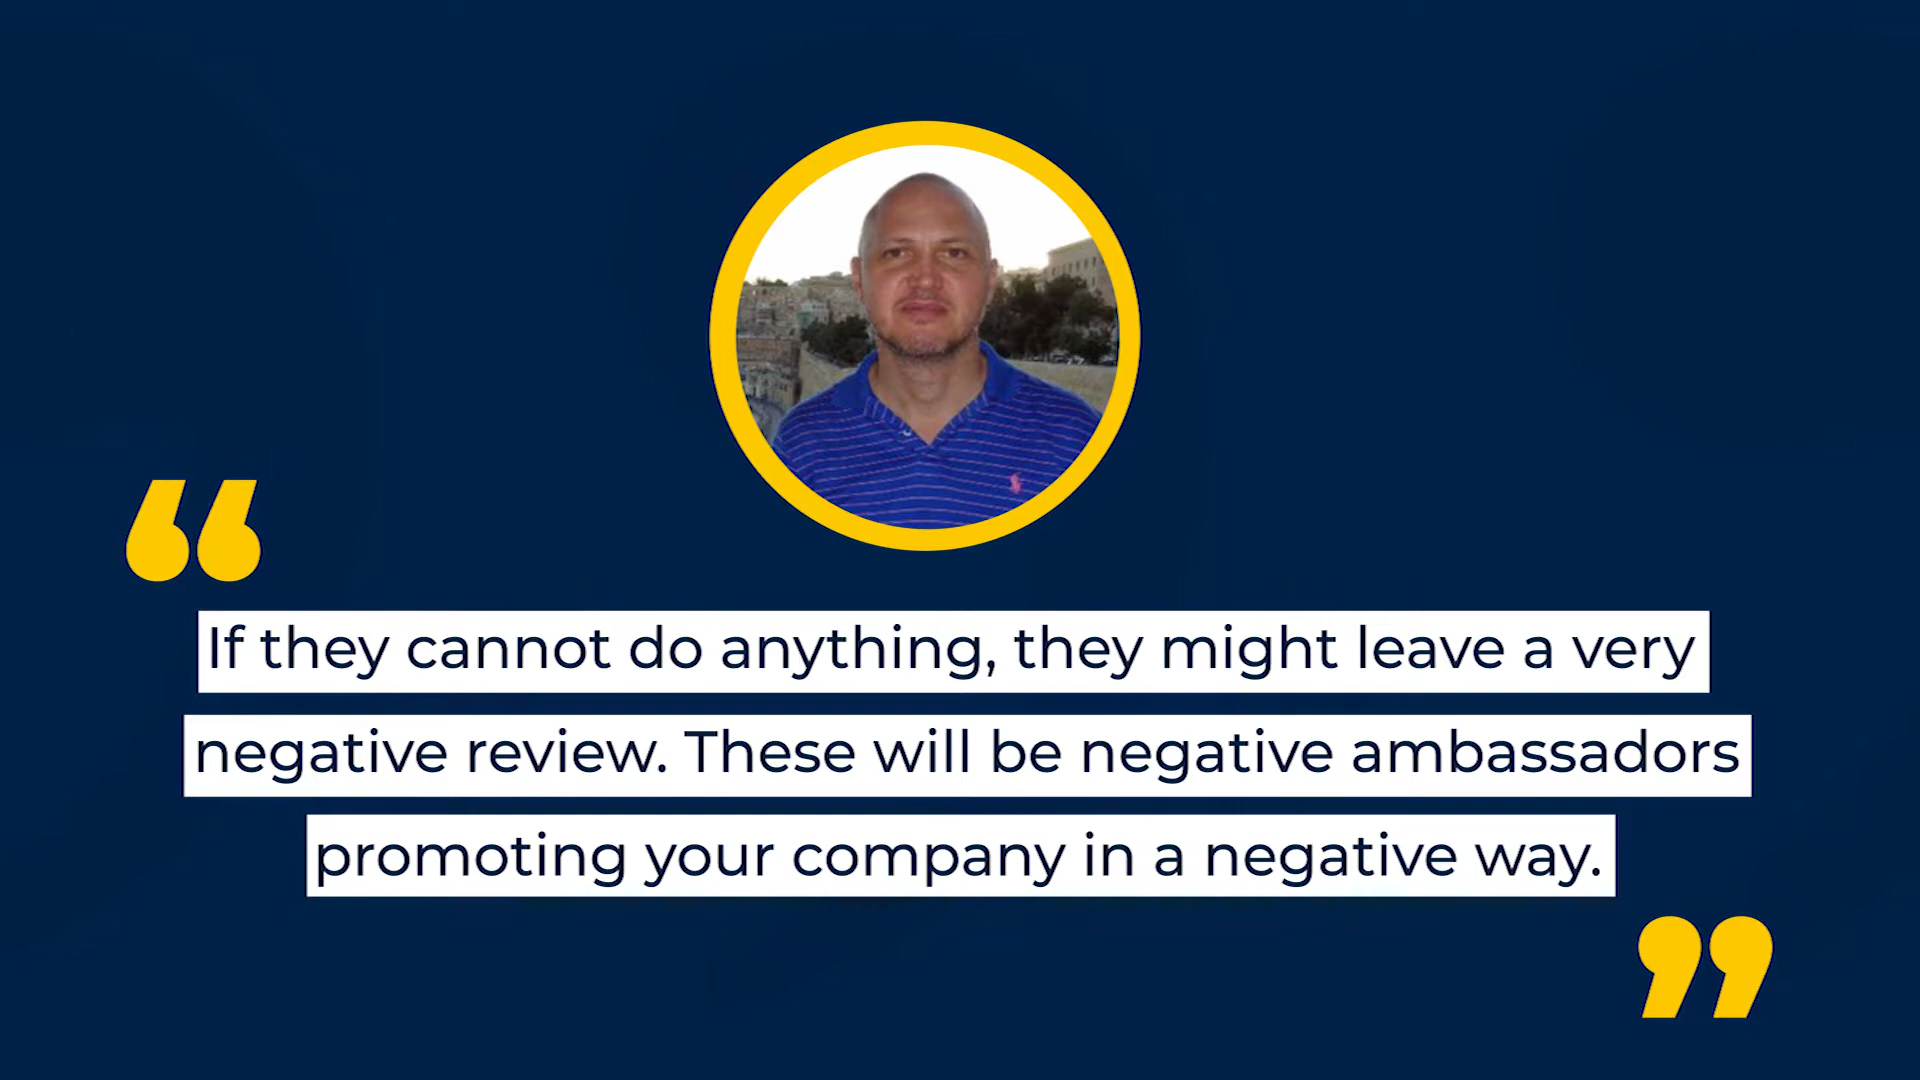 If they cannot do anything, they might leave a very
negative review. These will be negative ambassadors
promoting your company in a negative way.